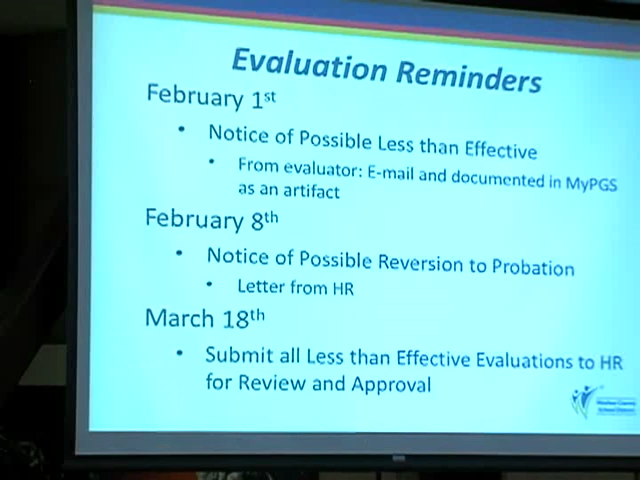 Evaluation Reminders
February 1st
• Notice of Possible Less than Effective
• From evaluator: E-mail and documented in MyPGS
as an artifact
February 8th
• Notice of Possible Reversion to Probation
• Letter from HR
March 18th
• Submit all Less than Effective Evaluations to HR
for Review and Approval